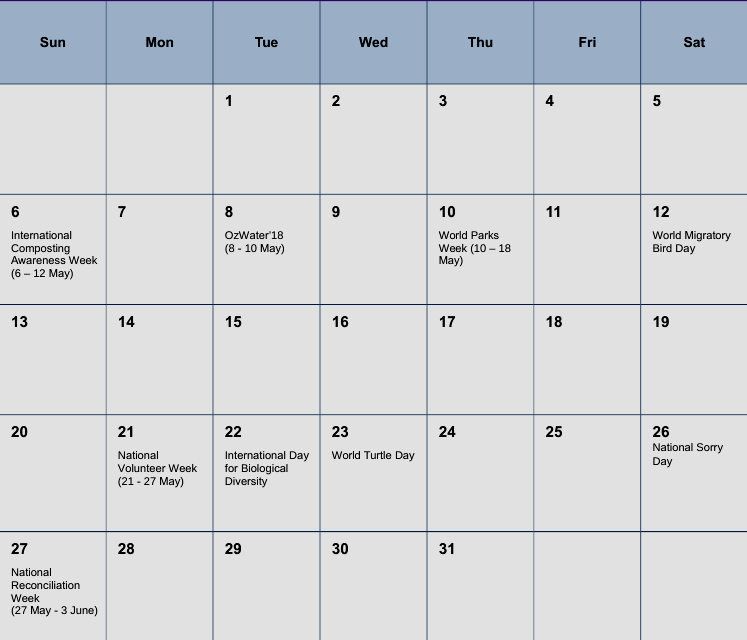 Sun Mon Tue Wed Thu Fri Sat
1 2 3 4 5
6 7 8 9 10 11 12
International
Composting
Awareness Week
(6 – 12 May)
OzWater'18
(8 - 10 May)
World Parks
Week (10 – 18
May)
World Migratory
Bird Day
13 14 15 16 17 18 19
20 21 22 23 24 25 26
National
Volunteer Week
(21 - 27 May)
International Day
for Biological
Diversity
World Turtle Day
National Sorry
Day
27 28 29 30 31
National
Reconciliation
Week
(27 May - 3 June)